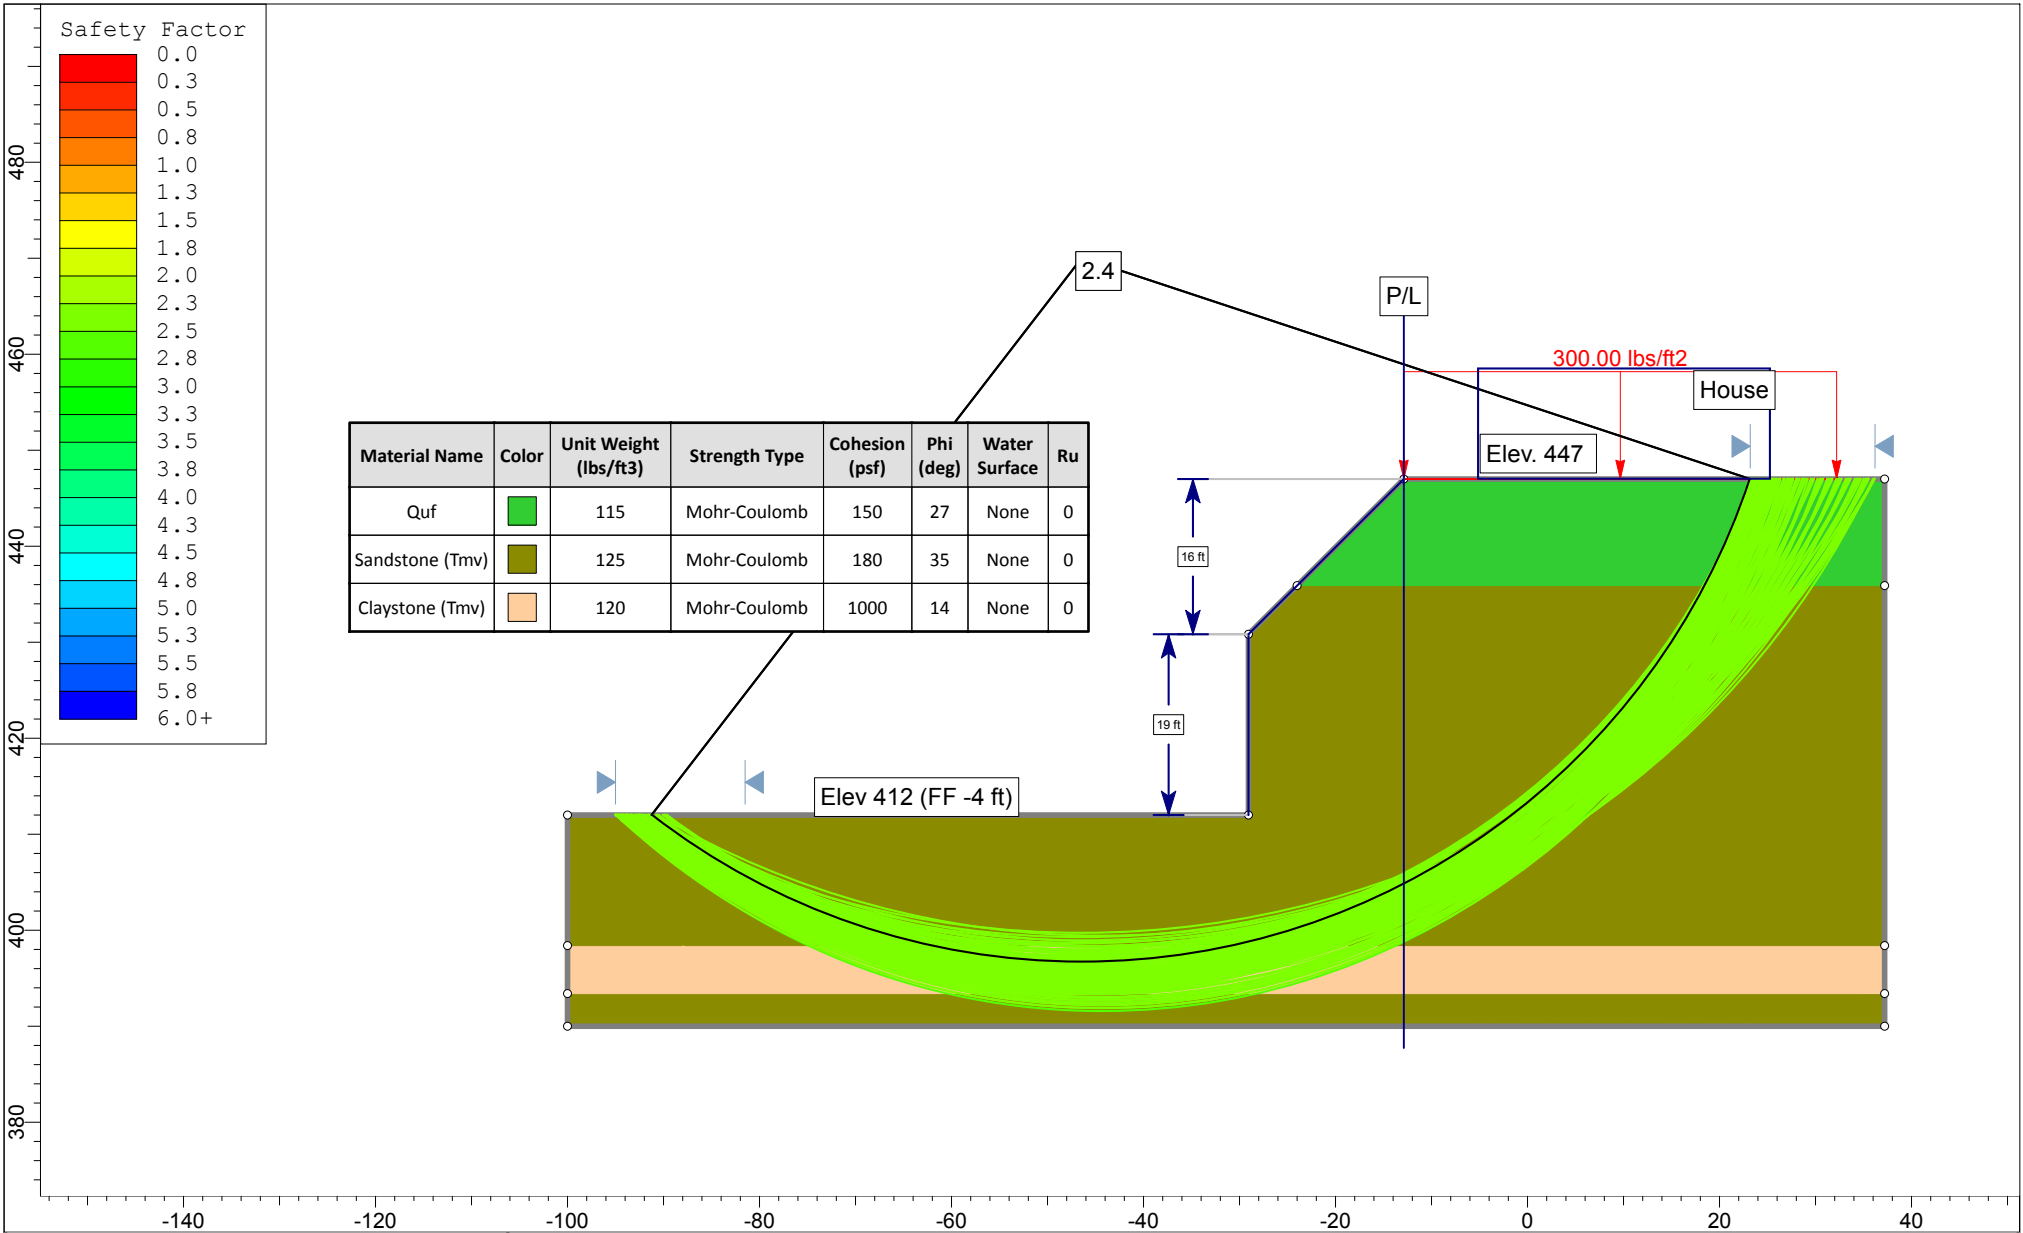 Safety Factor
0.0
0.3
0.5
0.8
1.0
1.3
1.5
1.8
2.0
2.3
2.5
2.8
3.0
3.3
3.5
3.8
4.0
4.3
4.5
4.8
5.0
5.3
5.5
5.8
6.0+
2.4
P/L
300.00 lbs/ft2
House
Elev. 447
Material Name Color Unit Weight (lbs/ft3) Strength Type Cohesion (psf) Phi (deg) Water Surface Ru
Quf 115 Mohr-Coulomb 150 27 None 0
Sandstone (Tmv) 125 Mohr-Coulomb 180 35 None 0
Claystone (Tmv) 120 Mohr-Coulomb 1000 14 None 0
16 ft
19 ft
Elev 412 (FF -4 ft)
480
460
440
420
400
380
-140 -120 -100 -80 -60 -40 -20 0 20 40